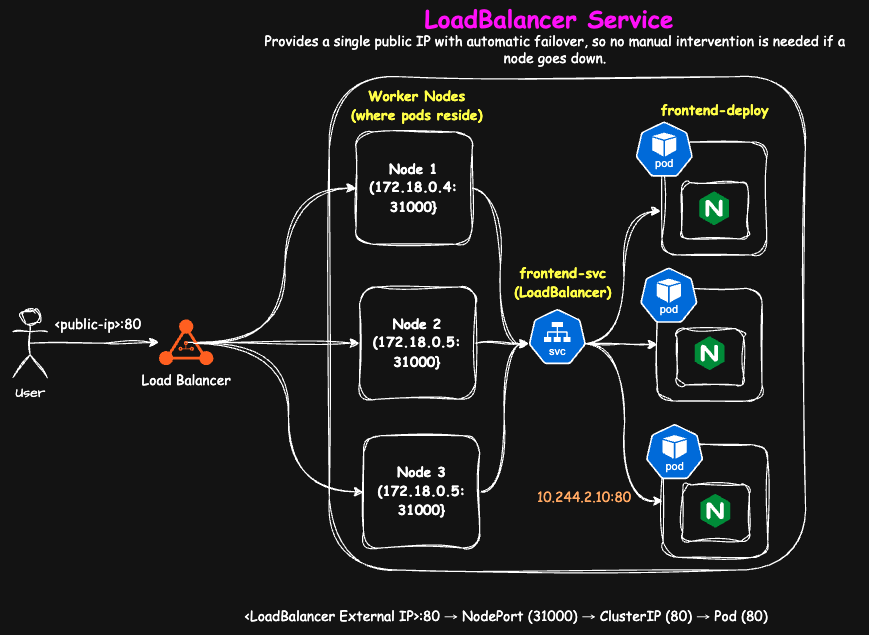 LoadBalancer Service
Provides a single public IP with automatic failover, so no manual intervention is needed if a
node goes down.
Worker Nodes
(where pods reside)
frontend-deploy
pod
Node 1
(172.18.0.4:
31000}
N
frontend-svc
(LoadBalancer)
pod
<public-ip>:80
Node 2
(172.18.0.5:
31000}
svc
N
User
Load Balancer
pod
Node 3
(172.18.0.5:
31000}
10.244.2.10:80
N
<LoadBalancer External IP>:80 → NodePort (31000) → ClusterIP (80) → Pod (80)